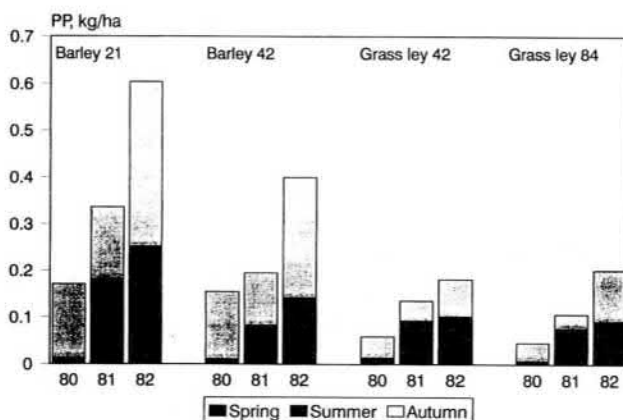 PP, kg/ha
0.7
Barley 21 Barley 42 Grass ley 42 Grass ley 84
0.6
0.5
0.4
0.3
0.2
0.1
0
80 81 82 80 81 82 80 81 82 80 81 82
Spring Summer Autumn